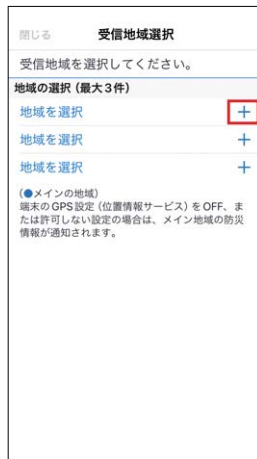 閉じる 受信地域選択
受信地域を選択してください。
地域の選択（最大３件）
地域を選択 ＋
地域を選択 ＋
地域を選択 ＋
（●メインの地域）
端末のGPS設定（位置情報サービス）をOFF、ま
たは許可しない設定の場合は、メイン地域の防災
情報が通知されます。